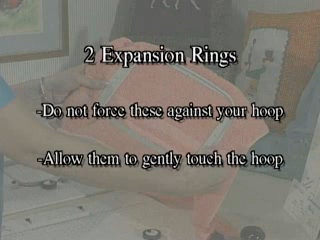 2 Expansion Rings
-Do not force these against your hoop
-Allow them to gently touch the hoop